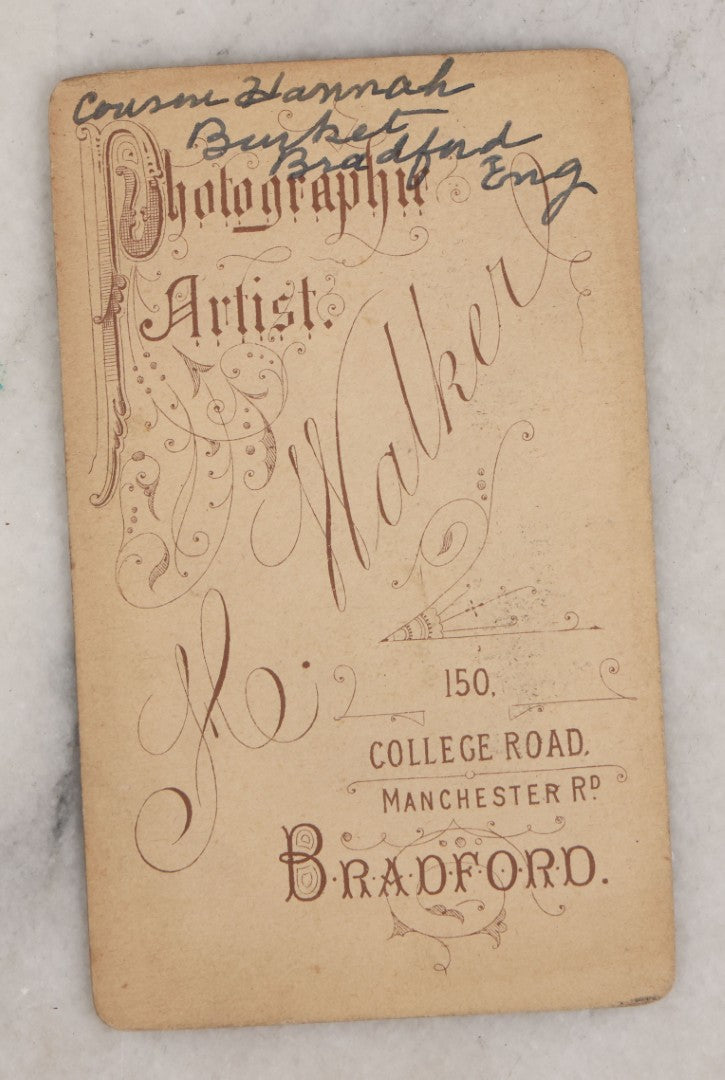 Cousin Hannah
Burket
Bradford
Eng
Photographic
Artist.
H. Walker
150,
COLLEGE ROAD,
MANCHESTER RD
BRADFORD.